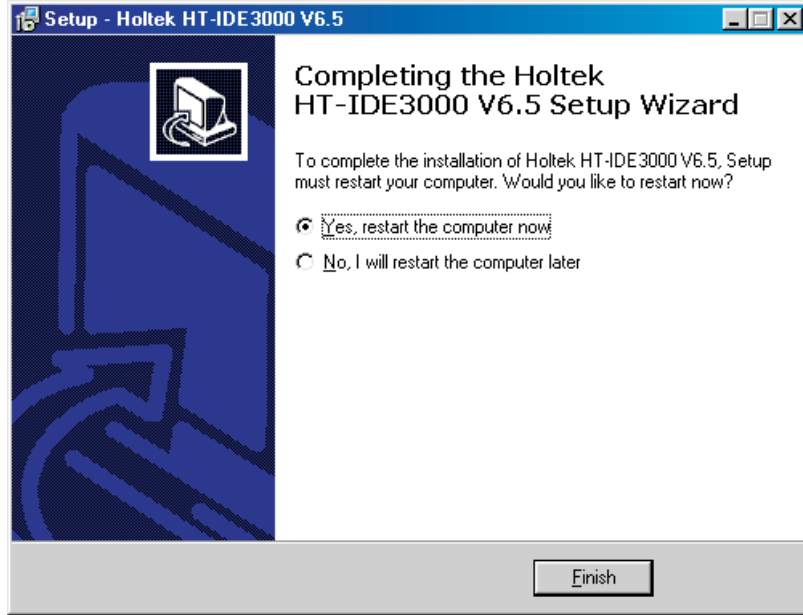 Setup - Holtek HT-IDE3000 V6.5
Completing the Holtek
HT-IDE3000 V6.5 Setup Wizard
To complete the installation of Holtek HT-IDE3000 V6.5, Setup
must restart your computer. Would you like to restart now?
Yes, restart the computer now
No, I will restart the computer later
Finish